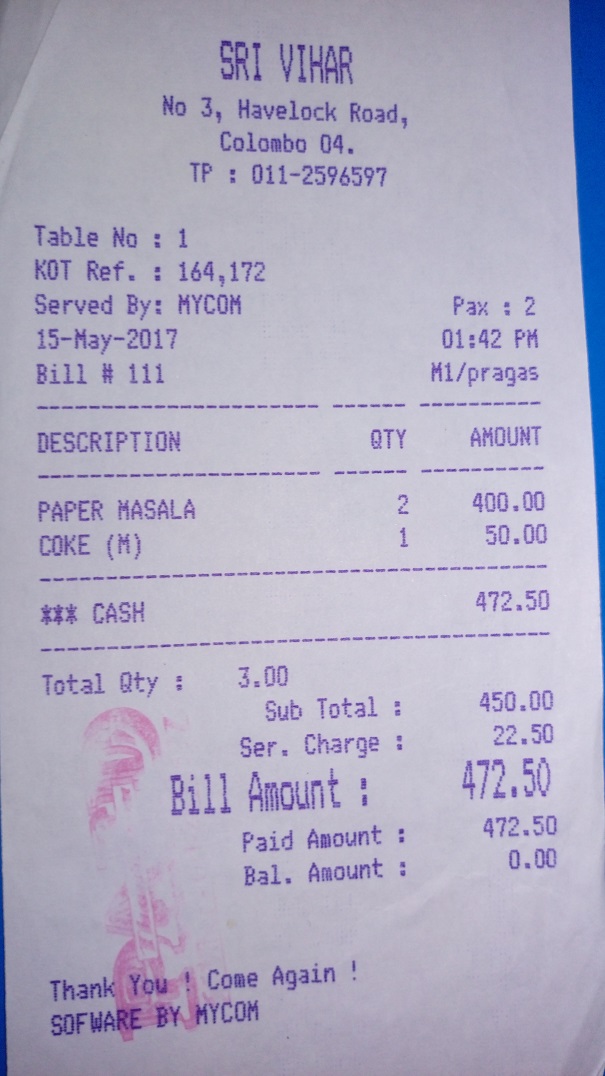 SRI VIHAR
No 3, Havelock Road,
Colombo 04.
TP : 011-2596597
Table No : 1
KOT Ref. : 164,172
Served By: MYCOM Pax : 2
15-May-2017 01:42 PM
Bill # 111 M1/pragas
DESCRIPTION QTY AMOUNT
PAPER MASALA 2 400.00
COKE (M) 1 50.00
*** CASH 472.50
Total Qty : 3.00
Sub Total : 450.00
Ser. Charge : 22.50
Bill Amount : 472.50
Paid Amount : 472.50
Bal. Amount : 0.00
Thank You ! Come Again !
SOFWARE BY MYCOM